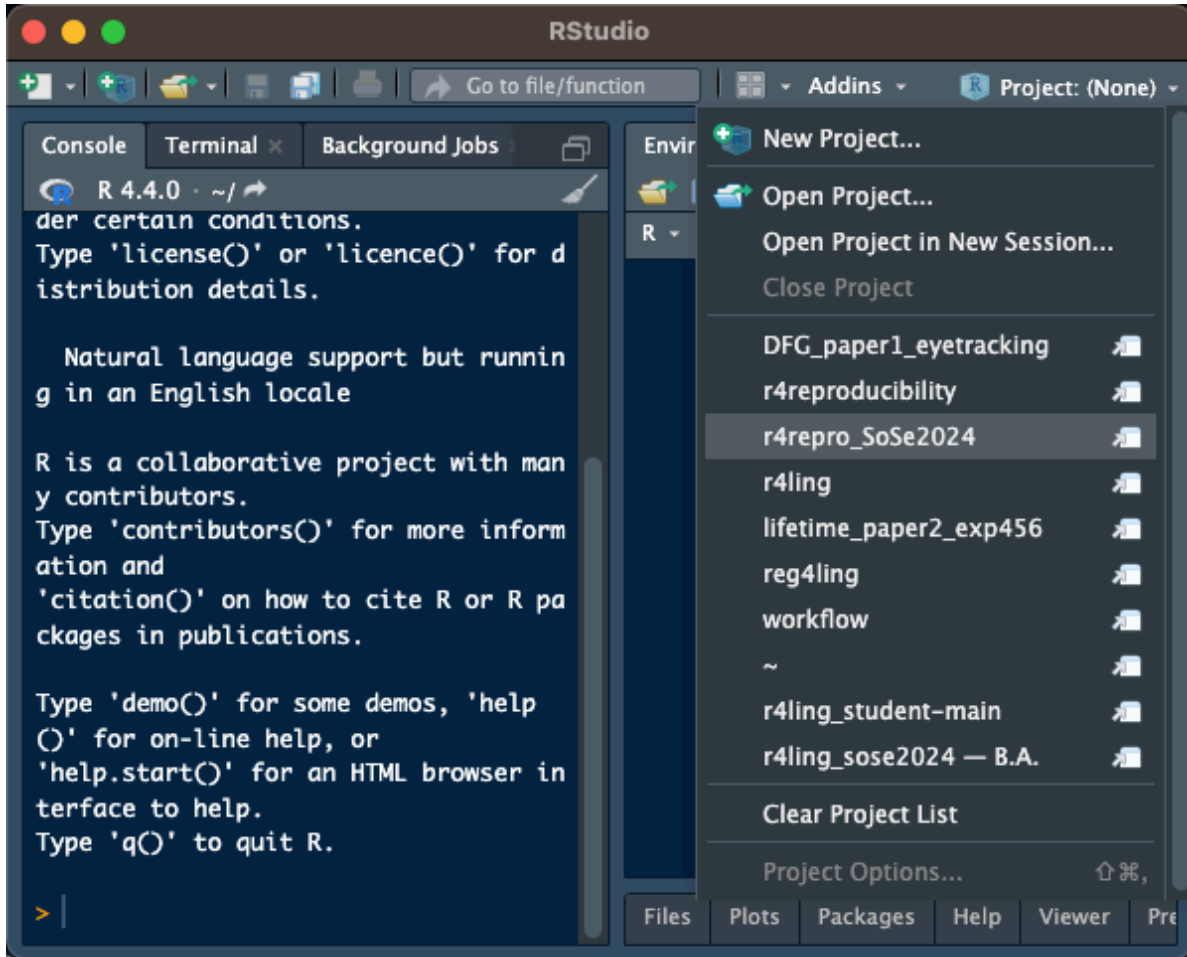 RStudio
Go to file/function
Addins
Project: (None)
Console
Terminal
Background Jobs
R 4.4.0 · ~/
der certain conditions.
Type 'license()' or 'licence()' for d
istribution details.
Natural language support but runnin
g in an English locale
R is a collaborative project with man
y contributors.
Type 'contributors()' for more inform
ation and
'citation()' on how to cite R or R pa
ckages in publications.
Type 'demo()' for some demos, 'help
()' for on-line help, or
'help.start()' for an HTML browser in
terface to help.
Type 'q()' to quit R.
>
Envir
R
New Project...
Open Project...
Open Project in New Session...
Close Project
DFG_paper1_eyetracking
r4reproducibility
r4repro_SoSe2024
r4ling
lifetime_paper2_exp456
reg4ling
workflow
~
r4ling_student-main
r4ling_sose2024 — B.A.
Clear Project List
Project Options... ⇧⌘,
Files
Plots
Packages
Help
Viewer
Pre